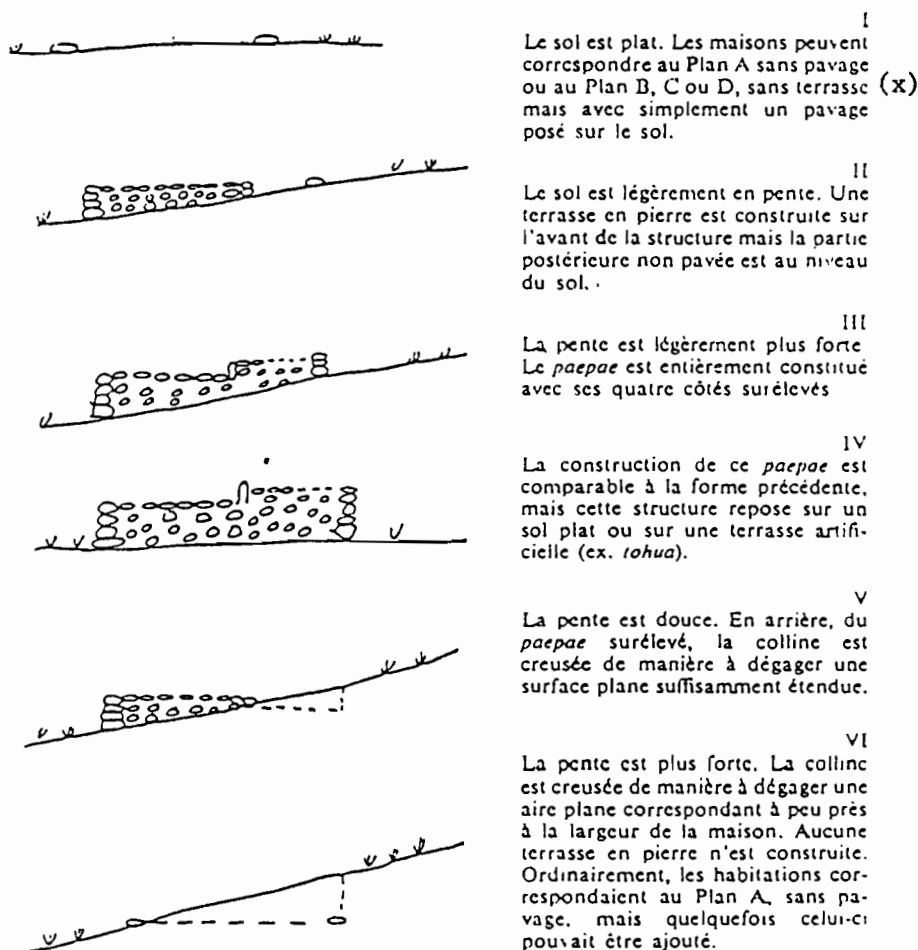 I
Le sol est plat. Les maisons peuvent
correspondre au Plan A sans pavage
ou au Plan B, C ou D, sans terrasse (x)
mais avec simplement un pavage
posé sur le sol.
II
Le sol est légèrement en pente. Une
terrasse en pierre est construite sur
l'avant de la structure mais la partie
postérieure non pavée est au niveau
du sol.
III
La pente est légèrement plus forte
Le paepae est entièrement constitué
avec ses quatre côtés surélevés
IV
La construction de ce paepae est
comparable à la forme précédente,
mais cette structure repose sur un
sol plat ou sur une terrasse artifi-
cielle (ex. tohua).
V
La pente est douce. En arrière, du
paepae surélevé, la colline est
creusée de manière à dégager une
surface plane suffisamment étendue.
VI
La pente est plus forte. La colline
est creusée de manière à dégager une
aire plane correspondant à peu près
à la largeur de la maison. Aucune
terrasse en pierre n'est construite.
Ordinairement, les habitations cor-
respondaient au Plan A, sans pa-
vage, mais quelquefois celui-ci
pouvait être ajouté.